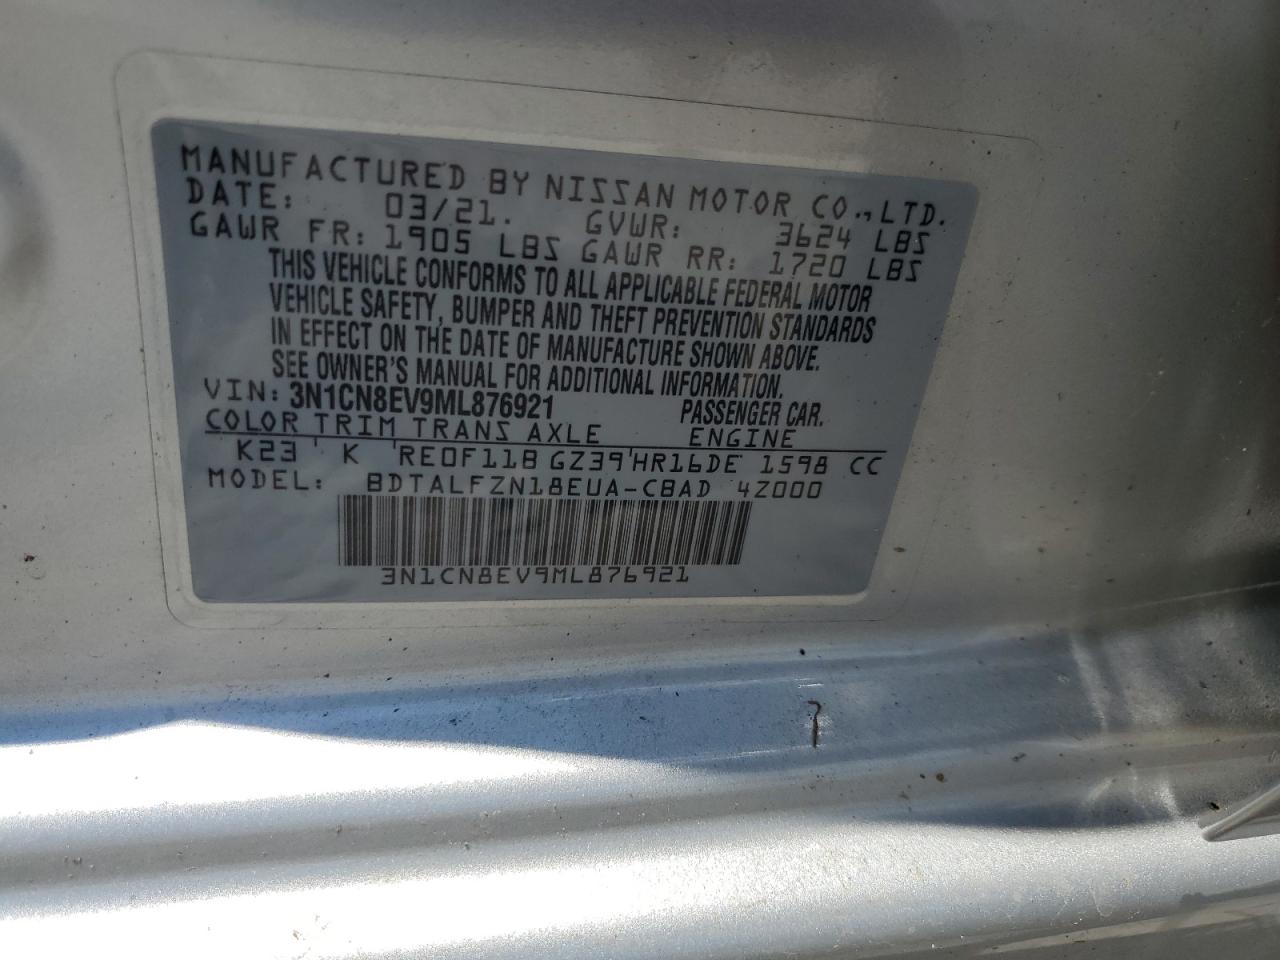 MANUFACTURED BY NISSAN MOTOR CO., LTD.
DATE: 03/21. GVWR: 3624 LBS
GAWR FR: 1905 LBS GAWR RR: 1720 LBS
THIS VEHICLE CONFORMS TO ALL APPLICABLE FEDERAL MOTOR
VEHICLE SAFETY, BUMPER AND THEFT PREVENTION STANDARDS
IN EFFECT ON THE DATE OF MANUFACTURE SHOWN ABOVE.
SEE OWNER'S MANUAL FOR ADDITIONAL INFORMATION.
VIN: 3N1CN8EV9ML876921 PASSENGER CAR.
COLOR TRIM TRANS AXLE ENGINE
K23 ' K ' RE0F11B GZ39 ' HR16DE 1598 CC
MODEL: BDTALFZN18EUA-CBAD 4Z000
3N1CN8EV9ML876921